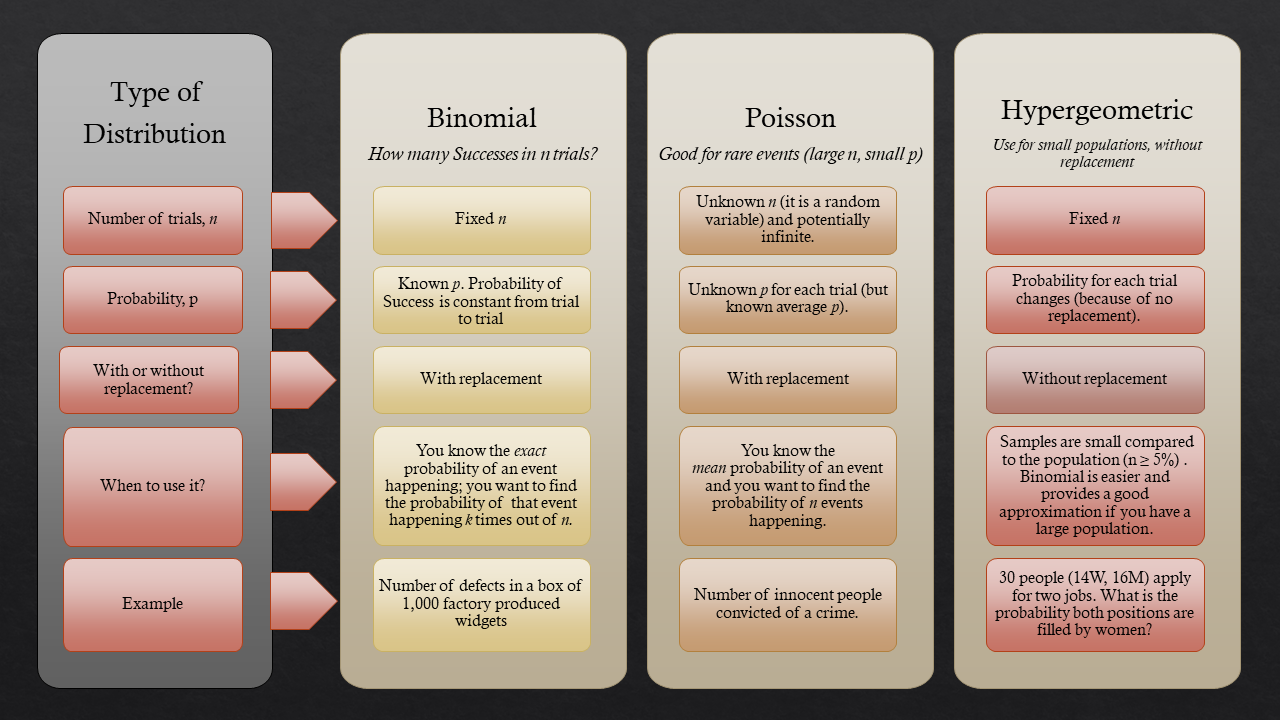 Type of
Distribution
Number of trials, n
Probability, p
With or without
replacement?
When to use it?
Example
Binomial
How many Successes in n trials?
Fixed n
Known p. Probability of
Success is constant from trial
to trial
With replacement
You know the exact
probability of an event
happening; you want to find
the probability of that event
happening k times out of n.
Number of defects in a box of
1,000 factory produced
widgets
Poisson
Good for rare events (large n, small p)
Unknown n (it is a random
variable) and potentially
infinite.
Unknown p for each trial (but
known average p).
With replacement
You know the
mean probability of an event
and you want to find the
probability of n events
happening.
Number of innocent people
convicted of a crime.
Hypergeometric
Use for small populations, without
replacement
Fixed n
Probability for each trial
changes (because of no
replacement).
Without replacement
Samples are small compared
to the population (n ≥ 5%) .
Binomial is easier and
provides a good
approximation if you have a
large population.
30 people (14W, 16M) apply
for two jobs. What is the
probability both positions are
filled by women?